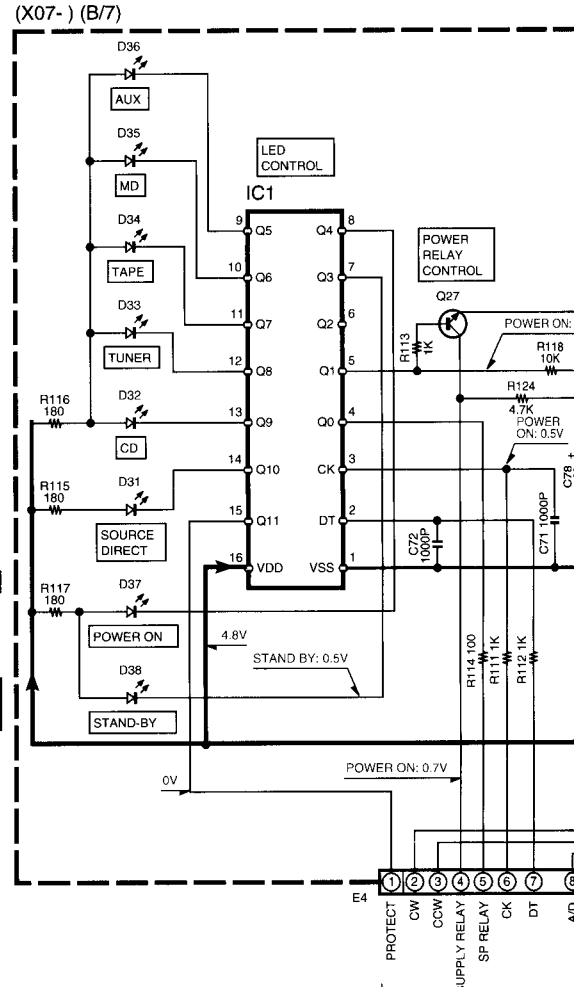 (X07- ) (B/7)
D36
AUX
D35
MD
D34
TAPE
D33
TUNER
R116
180
D32
CD
R115
180
D31
SOURCE
DIRECT
R117
180
D37
POWER ON
D38
STAND-BY
LED
CONTROL
IC1
9 Q5 Q4 8
10 Q6 Q3 7
11 Q7 Q2 6
12 Q8 Q1 5
13 Q9 Q0 4
14 Q10 CK 3
15 Q11 DT 2
16 VDD VSS 1
POWER
RELAY
CONTROL
Q27
R113
1K
POWER ON:
R118
10K
R124
4.7K
POWER
ON: 0.5V
C78 +
C71 1000P
C72
1000P
4.8V
STAND BY: 0.5V
R114 100
R111 1K
R112 1K
0V
POWER ON: 0.7V
E4
1 2 3 4 5 6 7 8
PROTECT
CW
CCW
SUPPLY RELAY
SP RELAY
CK
DT
A/D